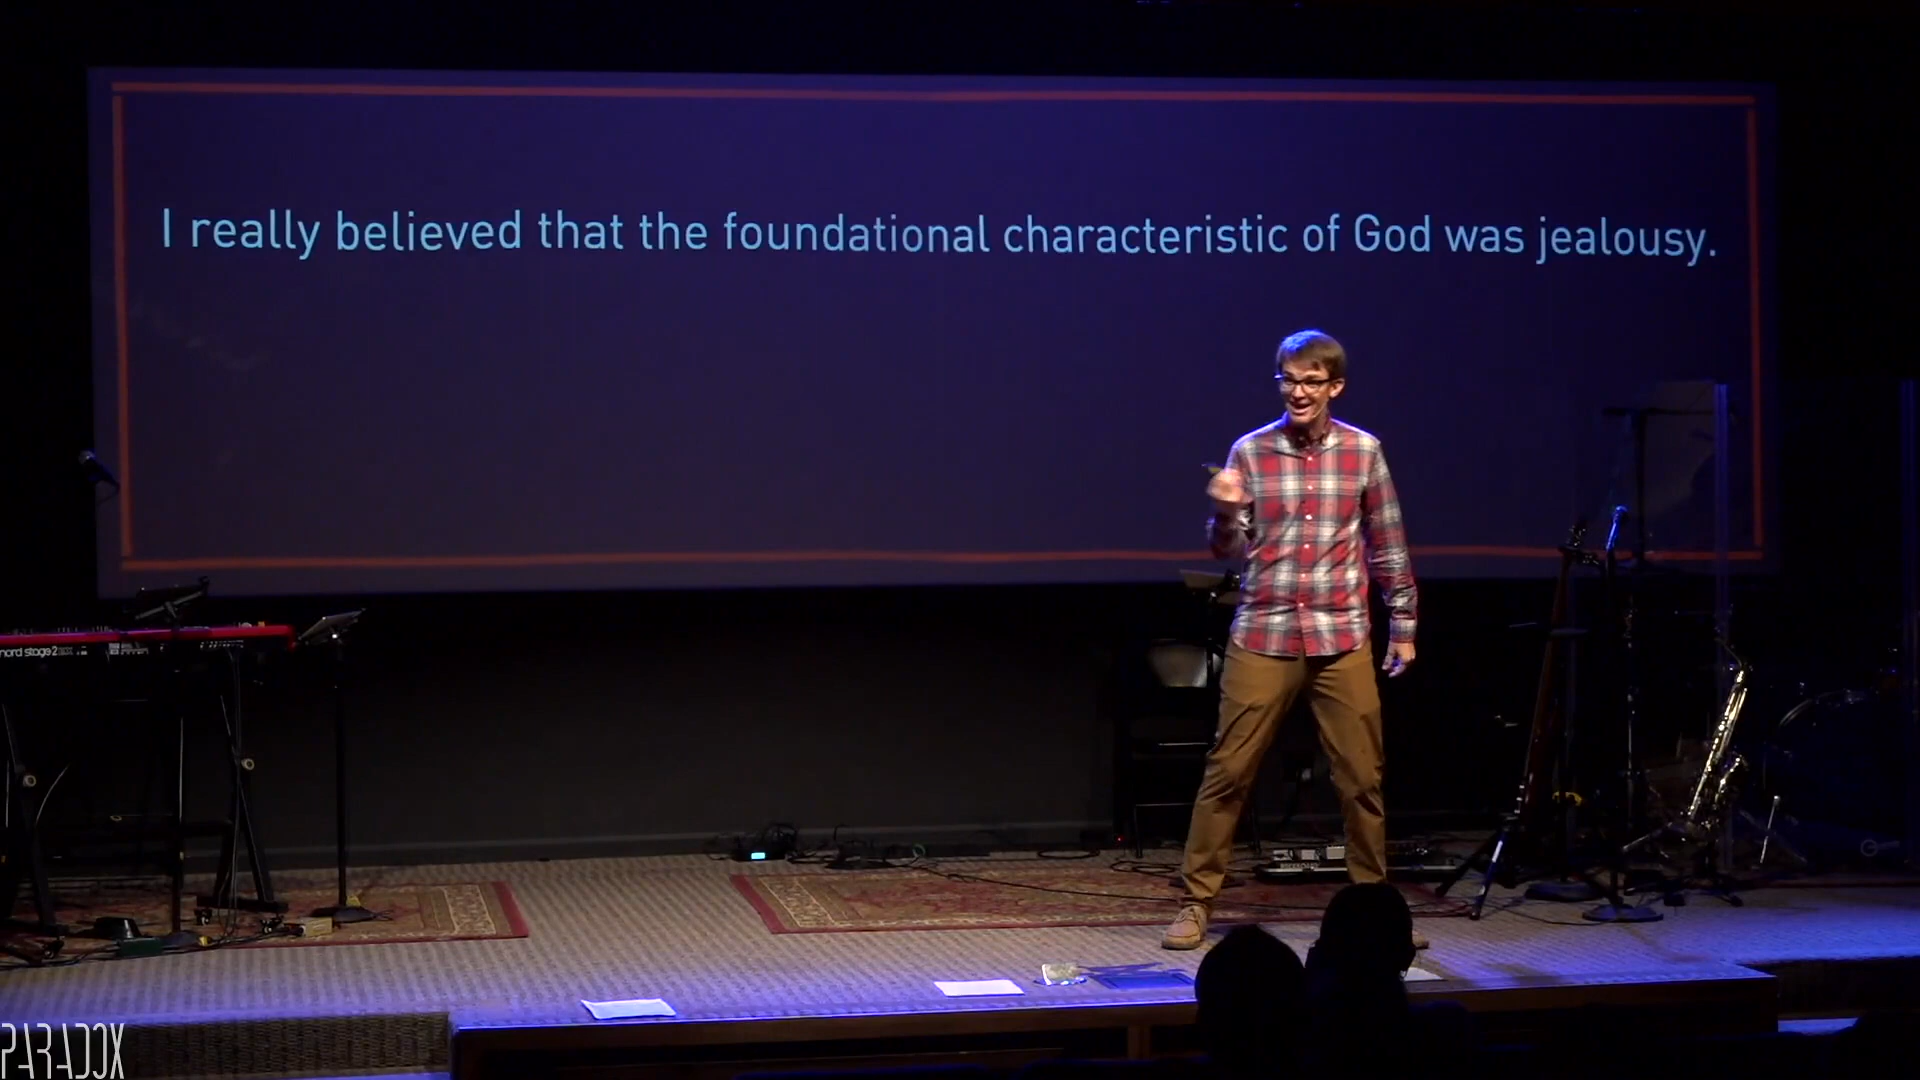 I really believed that the foundational characteristic of God was jealousy.
nord stage 2
PARADOX